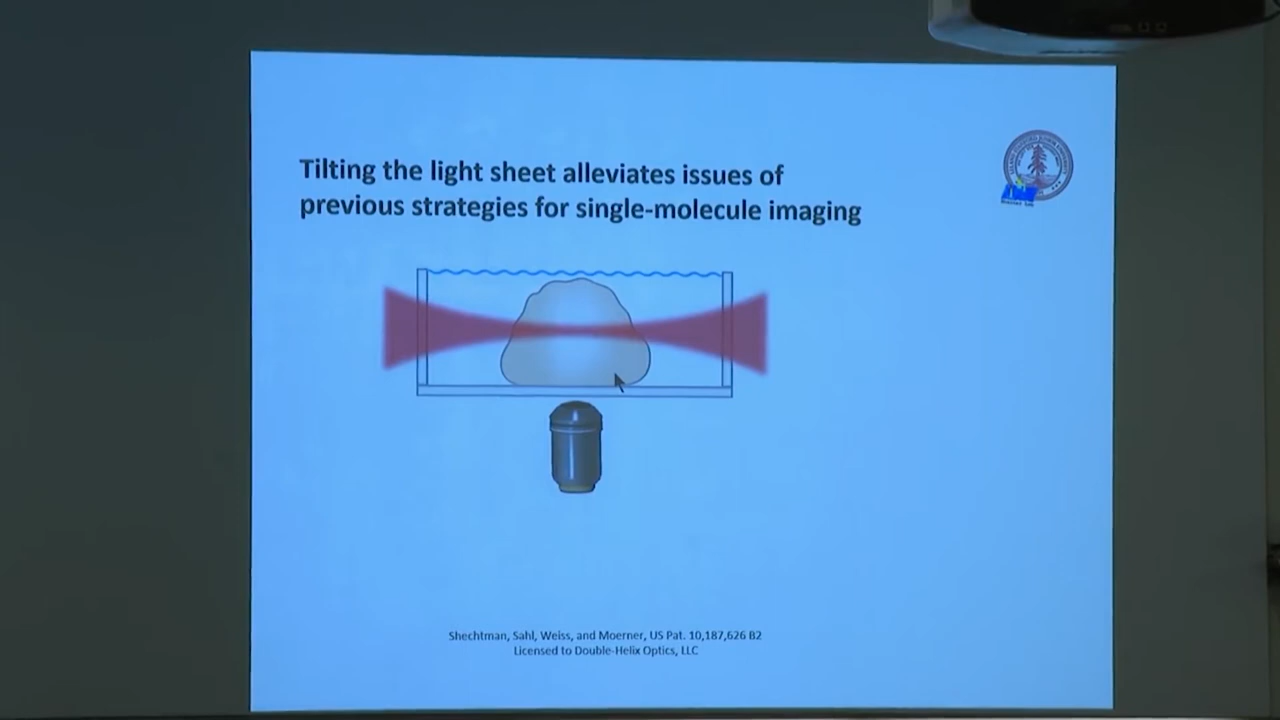 Tilting the light sheet alleviates issues of
previous strategies for single-molecule imaging
Shechtman, Sahl, Weiss, and Moerner, US Pat. 10,187,626 B2
Licensed to Double-Helix Optics, LLC